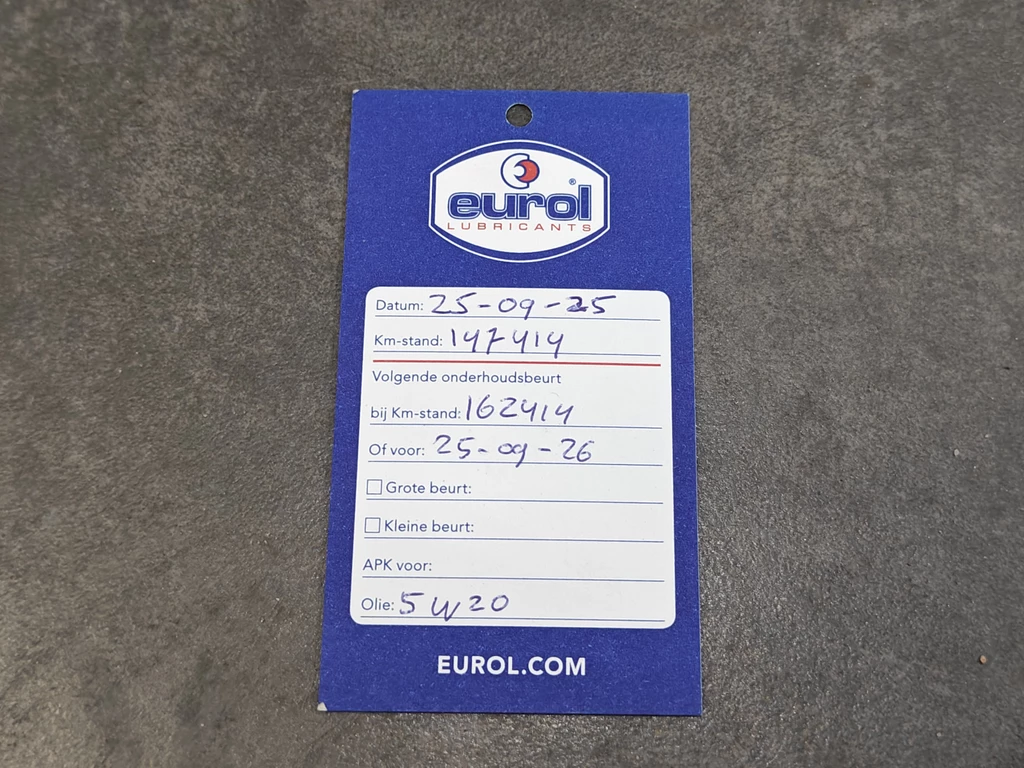 eurol®
LUBRICANTS
Datum: 25-09-25
Km-stand: 147414
Volgende onderhoudsbeurt
bij Km-stand: 162414
Of voor: 25-09-26
Grote beurt:
Kleine beurt:
APK voor:
Olie: 5W20
EUROL.COM